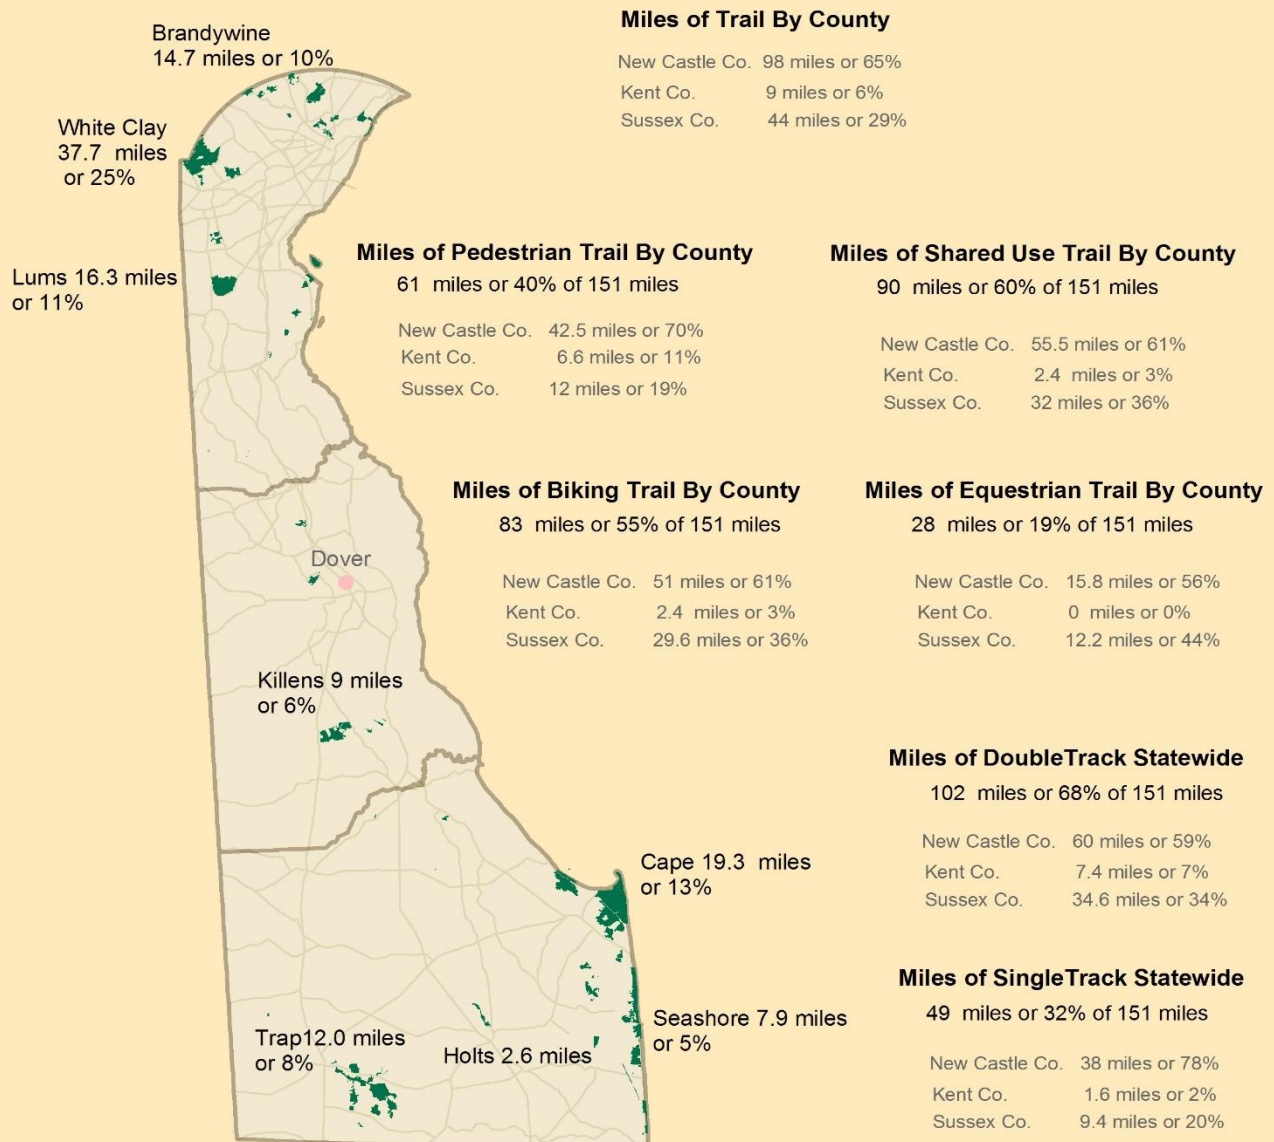 Miles of Trail By County
New Castle Co. 98 miles or 65%
Kent Co. 9 miles or 6%
Sussex Co. 44 miles or 29%
Brandywine
14.7 miles or 10%
White Clay
37.7 miles
or 25%
Lums 16.3 miles
or 11%
Miles of Pedestrian Trail By County
61 miles or 40% of 151 miles
New Castle Co. 42.5 miles or 70%
Kent Co. 6.6 miles or 11%
Sussex Co. 12 miles or 19%
Miles of Shared Use Trail By County
90 miles or 60% of 151 miles
New Castle Co. 55.5 miles or 61%
Kent Co. 2.4 miles or 3%
Sussex Co. 32 miles or 36%
Miles of Biking Trail By County
83 miles or 55% of 151 miles
New Castle Co. 51 miles or 61%
Kent Co. 2.4 miles or 3%
Sussex Co. 29.6 miles or 36%
Miles of Equestrian Trail By County
28 miles or 19% of 151 miles
New Castle Co. 15.8 miles or 56%
Kent Co. 0 miles or 0%
Sussex Co. 12.2 miles or 44%
Dover
Killens 9 miles
or 6%
Miles of DoubleTrack Statewide
102 miles or 68% of 151 miles
New Castle Co. 60 miles or 59%
Kent Co. 7.4 miles or 7%
Sussex Co. 34.6 miles or 34%
Cape 19.3 miles
or 13%
Seashore 7.9 miles
or 5%
Trap12.0 miles
or 8%
Holts 2.6 miles
Miles of SingleTrack Statewide
49 miles or 32% of 151 miles
New Castle Co. 38 miles or 78%
Kent Co. 1.6 miles or 2%
Sussex Co. 9.4 miles or 20%